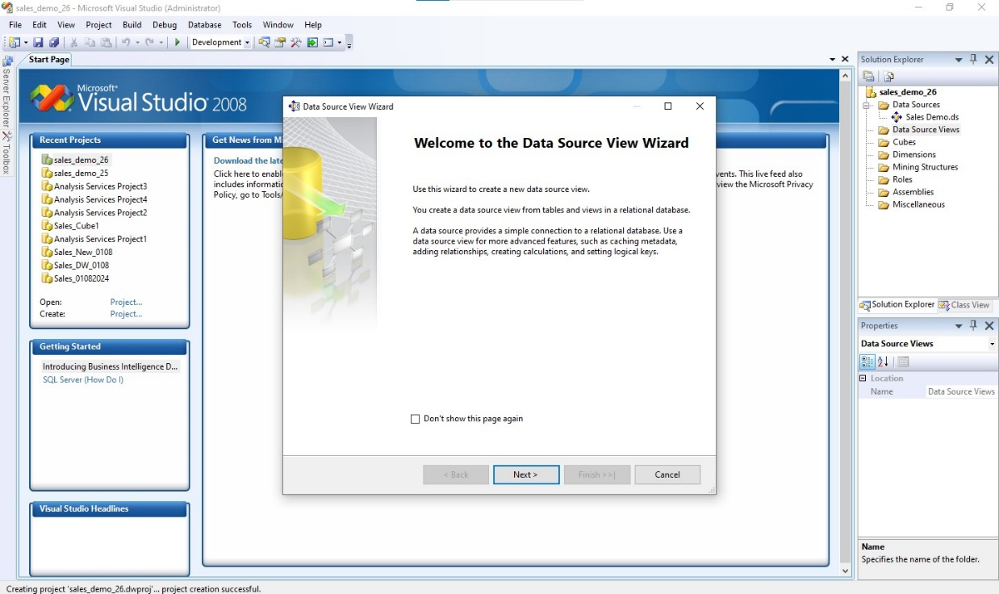 sales_demo_26 - Microsoft Visual Studio (Administrator)
File Edit View Project Build Debug Database Tools Window Help
Development
Start Page
Server Explorer
Toolbox
Microsoft®
Visual Studio® 2008
Recent Projects
sales_demo_26
sales_demo_25
Analysis Services Project3
Analysis Services Project4
Analysis Services Project2
Sales_Cube1
Analysis Services Project1
Sales_New_0108
Sales_DW_0108
Sales_01082024
Open: Project...
Create: Project...
Getting Started
Introducing Business Intelligence D...
SQL Server (How Do I)
Visual Studio Headlines
Get News from M
Download the late
Click here to enabl
vents. This live feed also
includes informatio
view the Microsoft Privacy
Policy, go to Tools/
Data Source View Wizard
Welcome to the Data Source View Wizard
Use this wizard to create a new data source view.
You create a data source view from tables and views in a relational database.
A data source provides a simple connection to a relational database. Use a
data source view for more advanced features, such as caching metadata,
adding relationships, creating calculations, and setting logical keys.
Don't show this page again
< Back Next > Finish >>| Cancel
Solution Explorer
sales_demo_26
Data Sources
Sales Demo.ds
Data Source Views
Cubes
Dimensions
Mining Structures
Roles
Assemblies
Miscellaneous
Solution Explorer Class View
Properties
Data Source Views
Location
Name Data Source Views
Name
Specifies the name of the folder.
Creating project 'sales_demo_26.dwproj'... project creation successful.